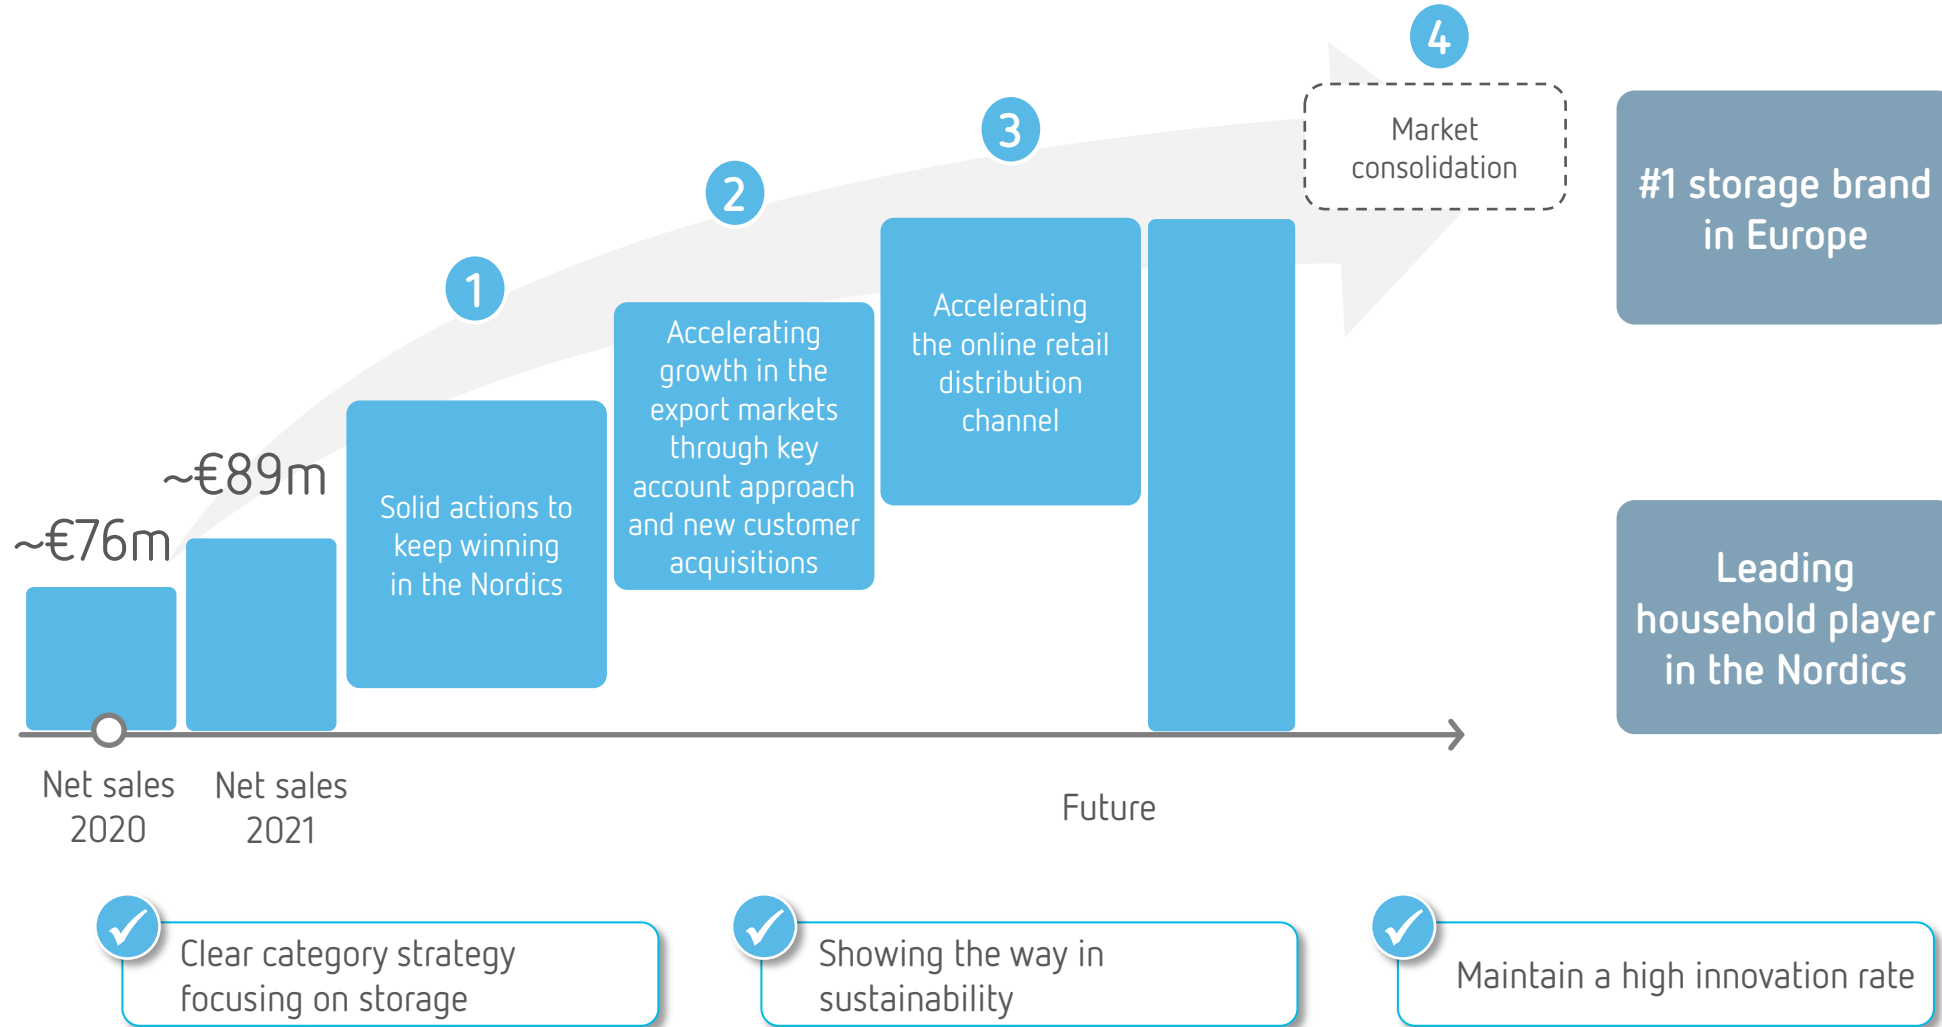 4
Market
consolidation
3
2
1
#1 storage brand
in Europe
Accelerating
the online retail
distribution
channel
Accelerating
growth in the
export markets
through key
account approach
and new customer
acquisitions
Solid actions to
keep winning
in the Nordics
~€89m
~€76m
Leading
household player
in the Nordics
Net sales
2020
Net sales
2021
Future
Clear category strategy
focusing on storage
Showing the way in
sustainability
Maintain a high innovation rate